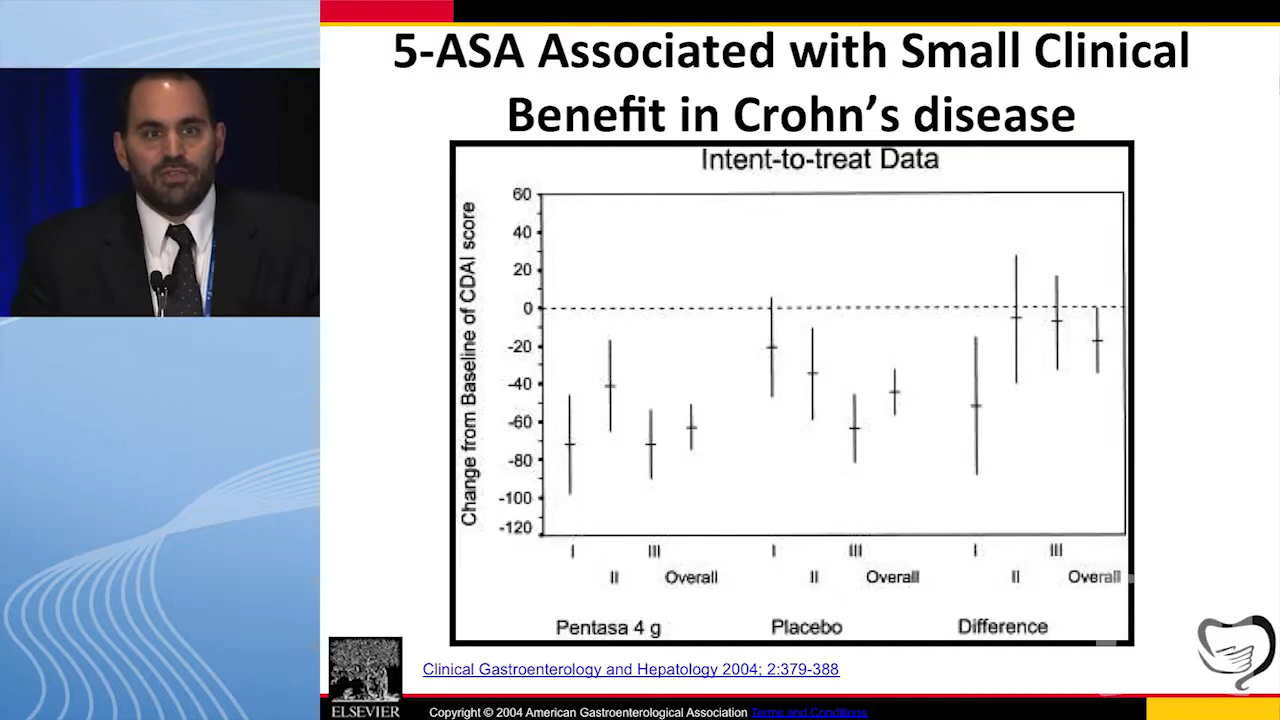 5-ASA Associated with Small Clinical
Benefit in Crohn’s disease
Intent-to-treat Data
Change from Baseline of CDAI score
60
40
20
0
-20
-40
-60
-80
-100
-120
I III I III I III
II Overall II Overall II Overall
Pentasa 4 g Placebo Difference
Clinical Gastroenterology and Hepatology 2004; 2:379-388
ELSEVIER
Copyright © 2004 American Gastroenterological Association Terms and Conditions